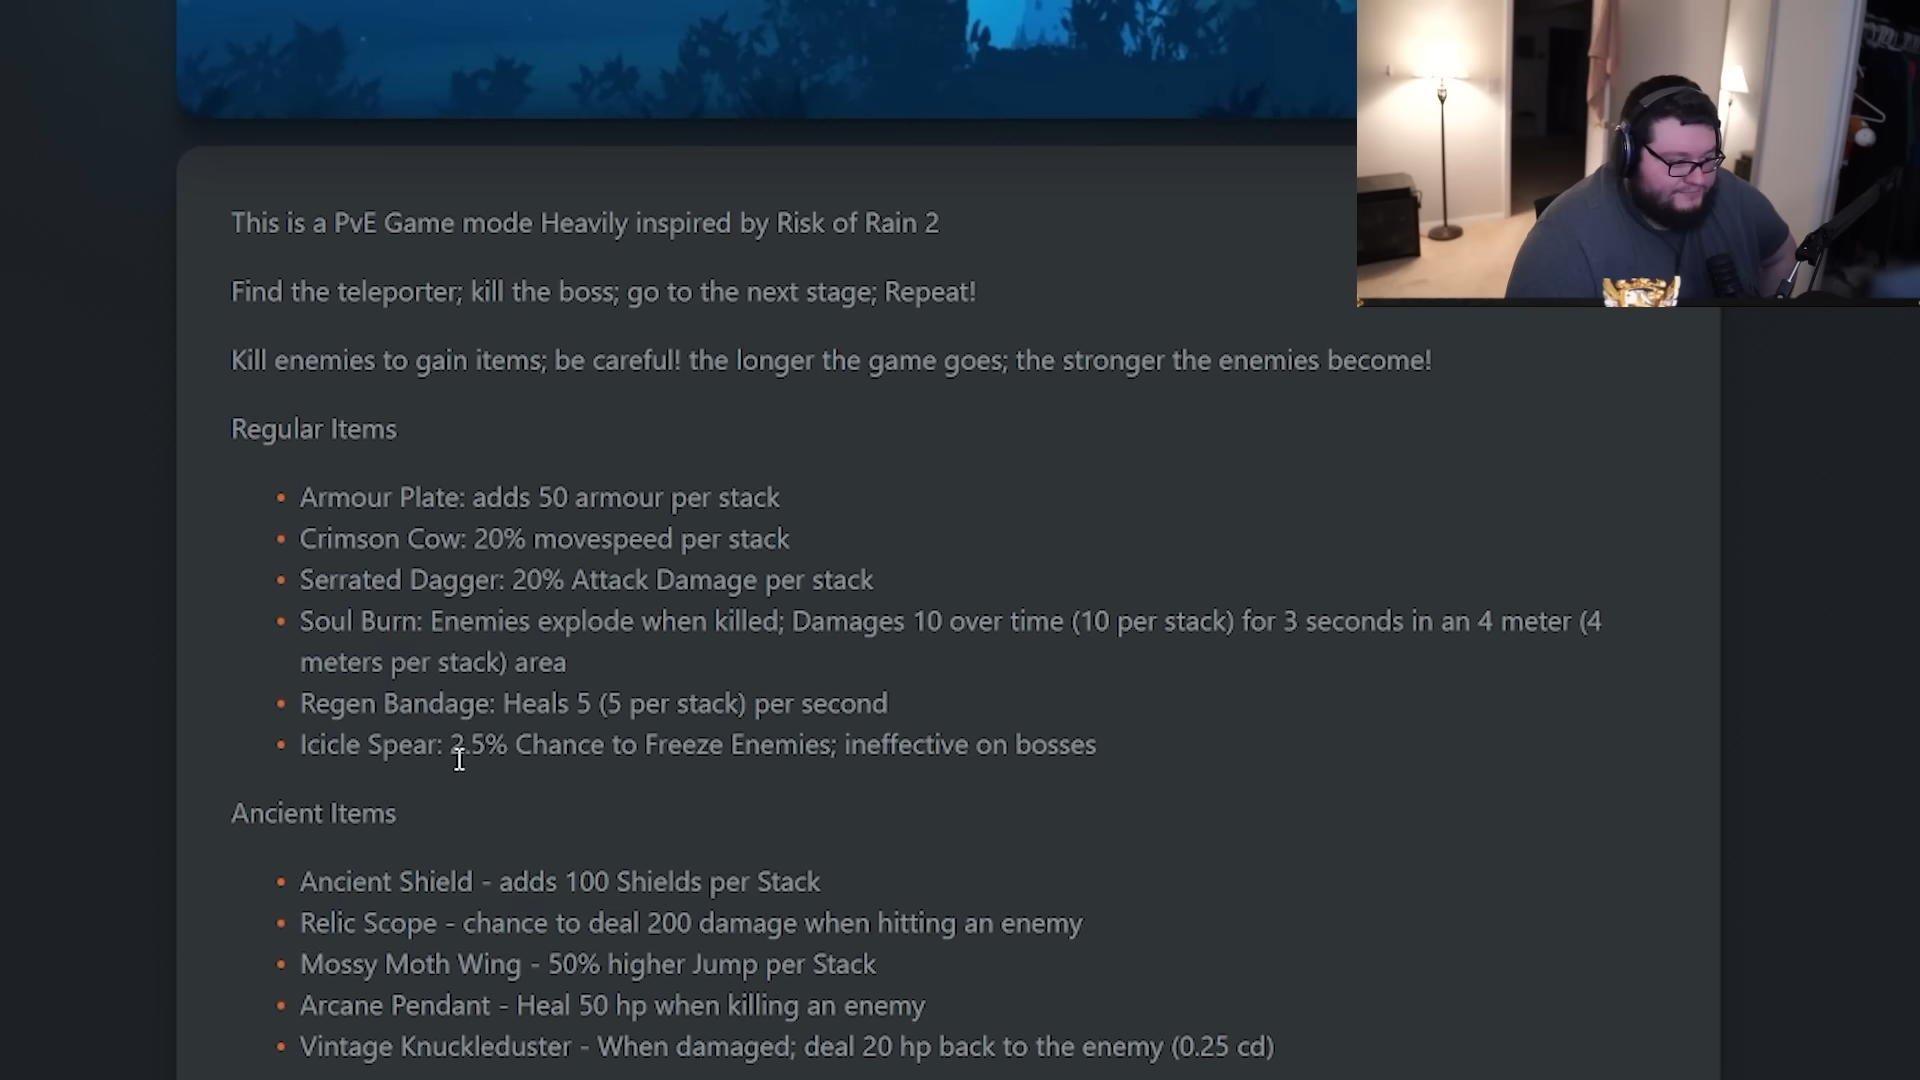 This is a PvE Game mode Heavily inspired by Risk of Rain 2
Find the teleporter; kill the boss; go to the next stage; Repeat!
Kill enemies to gain items; be careful! the longer the game goes; the stronger the enemies become!
Regular Items
• Armour Plate: adds 50 armour per stack
• Crimson Cow: 20% movespeed per stack
• Serrated Dagger: 20% Attack Damage per stack
• Soul Burn: Enemies explode when killed; Damages 10 over time (10 per stack) for 3 seconds in an 4 meter (4
meters per stack) area
• Regen Bandage: Heals 5 (5 per stack) per second
• Icicle Spear: 2.5% Chance to Freeze Enemies; ineffective on bosses
Ancient Items
• Ancient Shield - adds 100 Shields per Stack
• Relic Scope - chance to deal 200 damage when hitting an enemy
• Mossy Moth Wing - 50% higher Jump per Stack
• Arcane Pendant - Heal 50 hp when killing an enemy
• Vintage Knuckleduster - When damaged; deal 20 hp back to the enemy (0.25 cd)